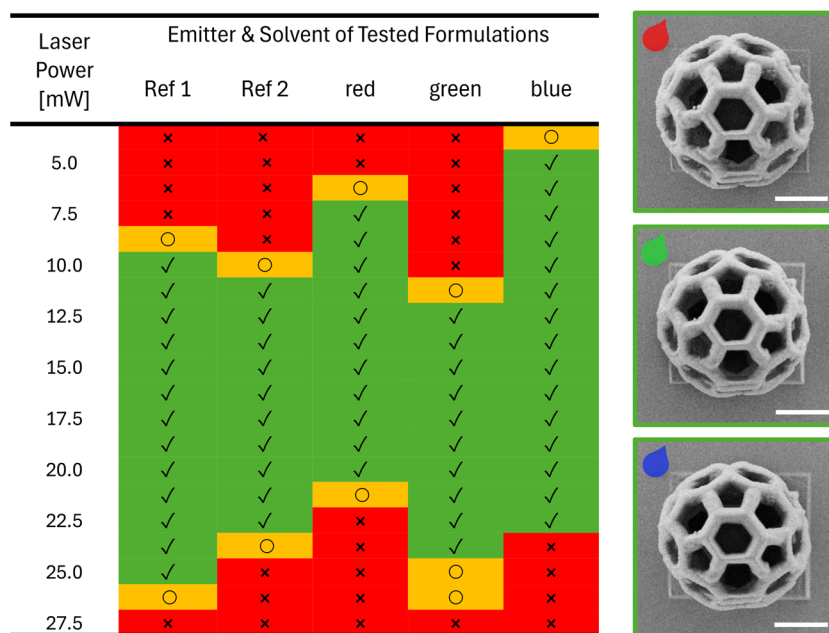 Laser
Power
[mW]
Emitter & Solvent of Tested Formulations
Ref 1 Ref 2 red green blue
× × × × ○
5.0 × × × × ✓
× × ○ × ✓
7.5 × × ✓ × ✓
○ × ✓ × ✓
10.0 ✓ ○ ✓ × ✓
✓ ✓ ✓ ○ ✓
12.5 ✓ ✓ ✓ ✓ ✓
✓ ✓ ✓ ✓ ✓
15.0 ✓ ✓ ✓ ✓ ✓
✓ ✓ ✓ ✓ ✓
17.5 ✓ ✓ ✓ ✓ ✓
✓ ✓ ✓ ✓ ✓
20.0 ✓ ✓ ✓ ✓ ✓
✓ ✓ ○ ✓ ✓
22.5 ✓ ✓ × ✓ ✓
✓ ○ × ✓ ×
25.0 ✓ × × ○ ×
○ × × ○ ×
27.5 × × × × ×